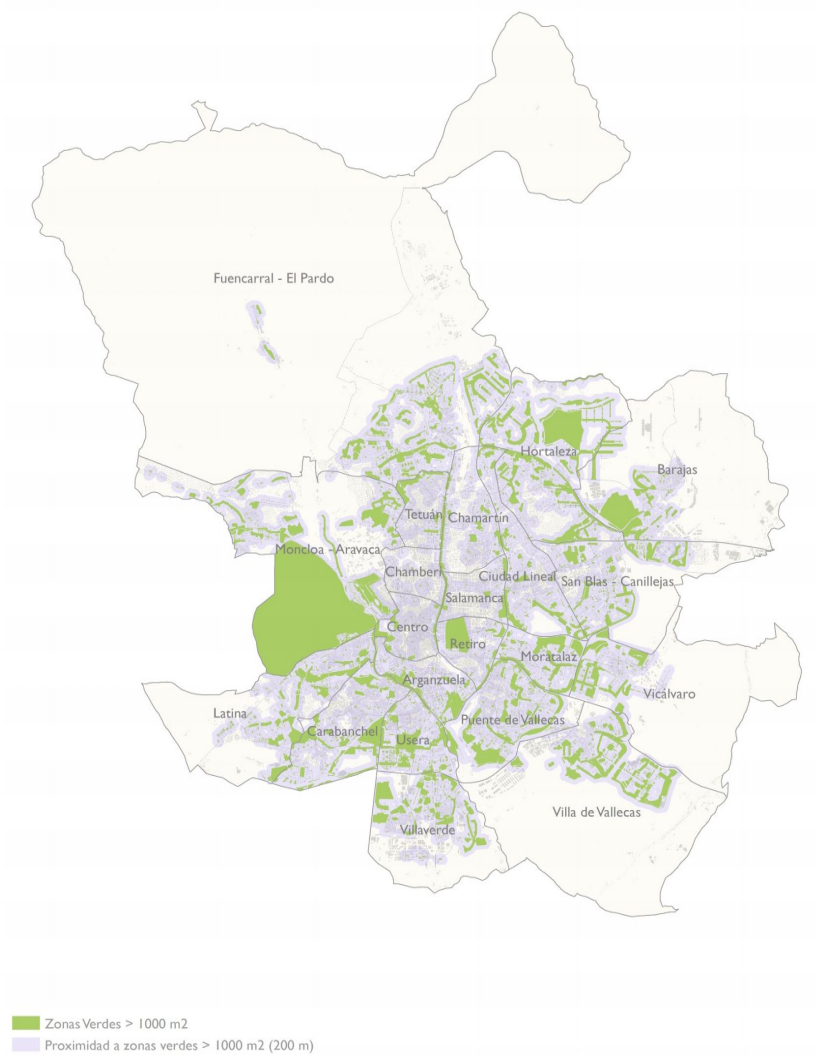 Fuencarral - El Pardo
Hortaleza
Barajas
Tetuán
Chamartín
Moncloa - Aravaca
Chamberí
Ciudad Lineal
San Blas - Canillejas
Salamanca
Centro
Retiro
Moratalaz
Arganzuela
Vicálvaro
Latina
Puente de Vallecas
Carabanchel
Usera
Villa de Vallecas
Villaverde
Zonas Verdes > 1000 m2
Proximidad a zonas verdes > 1000 m2 (200 m)